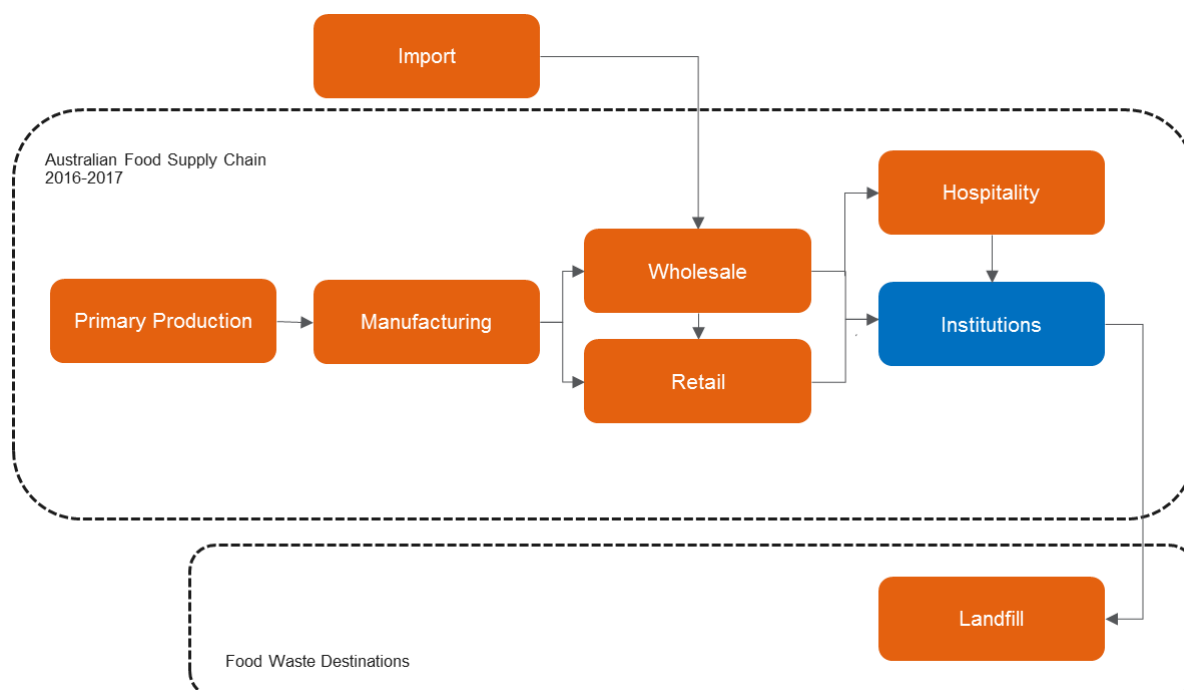 Import
Australian Food Supply Chain
2016-2017
Hospitality
Wholesale
Primary Production
Manufacturing
Institutions
Retail
Landfill
Food Waste Destinations